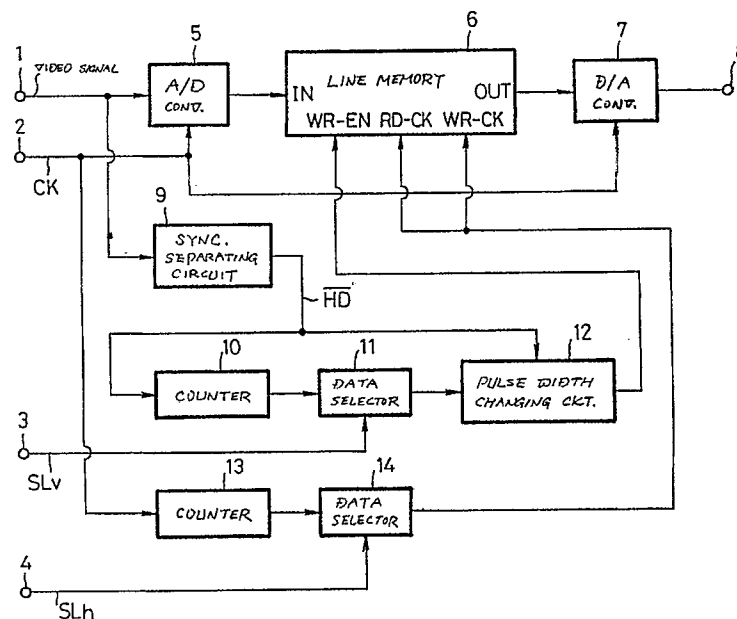 5
6
7
1
VIDEO SIGNAL
A/D
CONV.
LINE MEMORY
IN
OUT
WR-EN RD-CK WR-CK
D/A
CONV.
2
CK
9
SYNC.
SEPARATING
CIRCUIT
HD
10
COUNTER
11
DATA
SELECTOR
12
PULSE WIDTH
CHANGING CKT.
3
SLv
13
COUNTER
14
DATA
SELECTOR
4
SLh